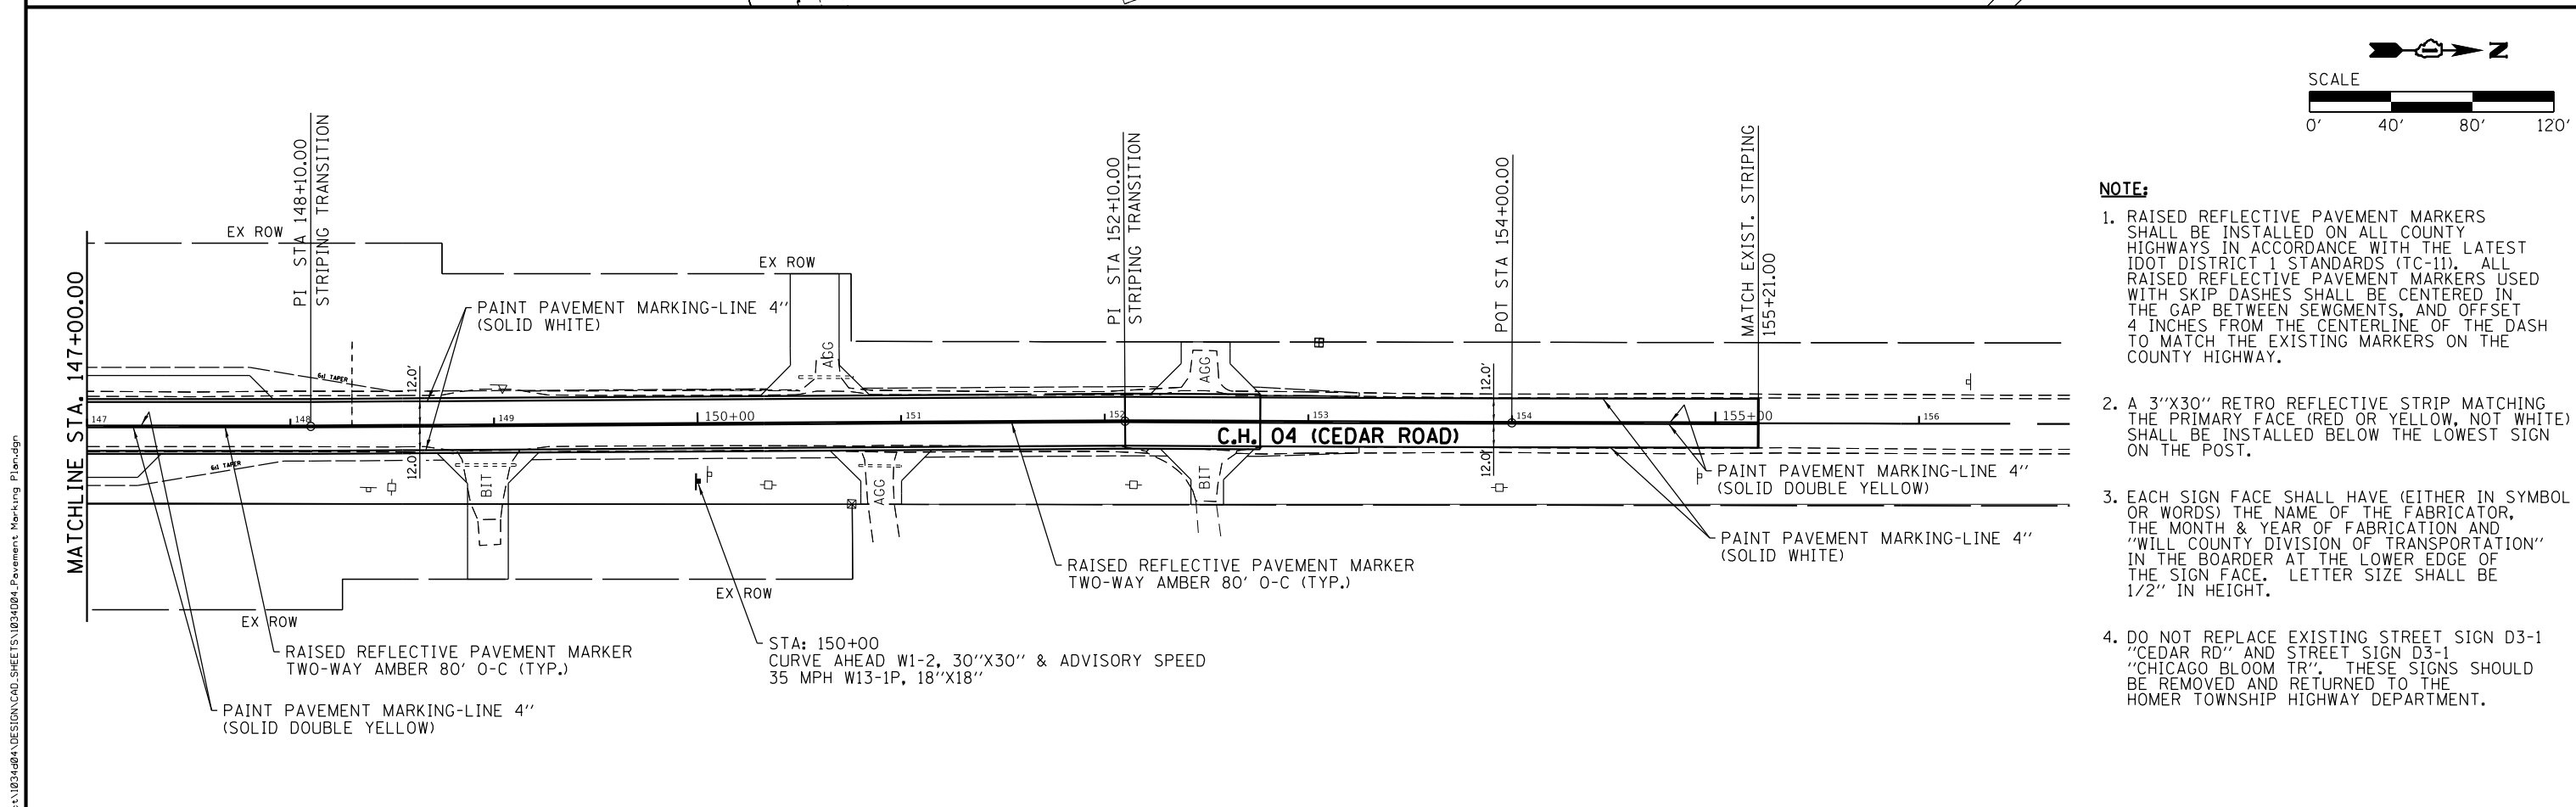 N
SCALE
0' 40' 80' 120'
MATCHLINE STA. 147+00.00
PI STA 148+10.00
STRIPING TRANSITION
PI STA 152+10.00
STRIPING TRANSITION
POT STA 154+00.00
MATCH EXIST. STRIPING
155+21.00
EX ROW
EX ROW
PAINT PAVEMENT MARKING-LINE 4"
(SOLID WHITE)
6:1 TAPER
12.0'
12.0'
AGG
AGG
12.0'
12.0'
147 148 149 150+00 151 152 153 154 155+00 156
C.H. 04 (CEDAR ROAD)
6:1 TAPER
BIT
AGG
BIT
PAINT PAVEMENT MARKING-LINE 4"
(SOLID DOUBLE YELLOW)
PAINT PAVEMENT MARKING-LINE 4"
(SOLID WHITE)
RAISED REFLECTIVE PAVEMENT MARKER
TWO-WAY AMBER 80' O-C (TYP.)
EX ROW
EX ROW
STA: 150+00
CURVE AHEAD W1-2, 30"X30" & ADVISORY SPEED
35 MPH W13-1P, 18"X18"
RAISED REFLECTIVE PAVEMENT MARKER
TWO-WAY AMBER 80' O-C (TYP.)
PAINT PAVEMENT MARKING-LINE 4"
(SOLID DOUBLE YELLOW)
NOTE:
1. RAISED REFLECTIVE PAVEMENT MARKERS
SHALL BE INSTALLED ON ALL COUNTY
HIGHWAYS IN ACCORDANCE WITH THE LATEST
IDOT DISTRICT 1 STANDARDS (TC-11). ALL
RAISED REFLECTIVE PAVEMENT MARKERS USED
WITH SKIP DASHES SHALL BE CENTERED IN
THE GAP BETWEEN SEWGMENTS, AND OFFSET
4 INCHES FROM THE CENTERLINE OF THE DASH
TO MATCH THE EXISTING MARKERS ON THE
COUNTY HIGHWAY.
2. A 3"X30" RETRO REFLECTIVE STRIP MATCHING
THE PRIMARY FACE (RED OR YELLOW, NOT WHITE)
SHALL BE INSTALLED BELOW THE LOWEST SIGN
ON THE POST.
3. EACH SIGN FACE SHALL HAVE (EITHER IN SYMBOL
OR WORDS) THE NAME OF THE FABRICATOR,
THE MONTH & YEAR OF FABRICATION AND
"WILL COUNTY DIVISION OF TRANSPORTATION"
IN THE BOARDER AT THE LOWER EDGE OF
THE SIGN FACE. LETTER SIZE SHALL BE
1/2" IN HEIGHT.
4. DO NOT REPLACE EXISTING STREET SIGN D3-1
"CEDAR RD" AND STREET SIGN D3-1
"CHICAGO BLOOM TR". THESE SIGNS SHOULD
BE REMOVED AND RETURNED TO THE
HOMER TOWNSHIP HIGHWAY DEPARTMENT.
ct\1034d04\DESIGN\CAD_SHEETS\1034D04_Pavement Marking Plan.dgn